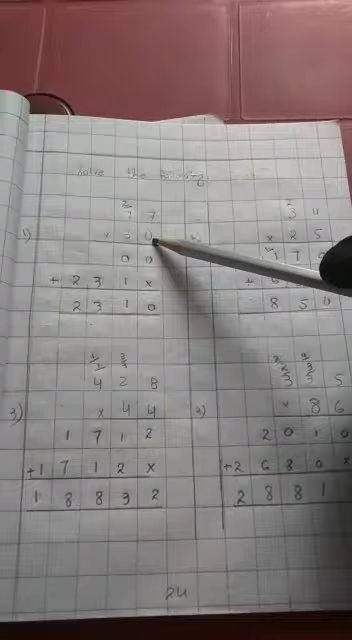 Solve the
2
7 7
1) × 3 0
0 0
+ 2 3 1 ×
2 3 1 0
2
3 4
× 2 5
1 7 0
+ 6
8 5 0
3) 4 2 8
× 4 4
1 7 1 2
+ 1 7 1 2 ×
1 8 8 3 2
3 3 5
× 8 6
2 0 1 0
+ 2 6 8 0 ×
2 8 8 1
24